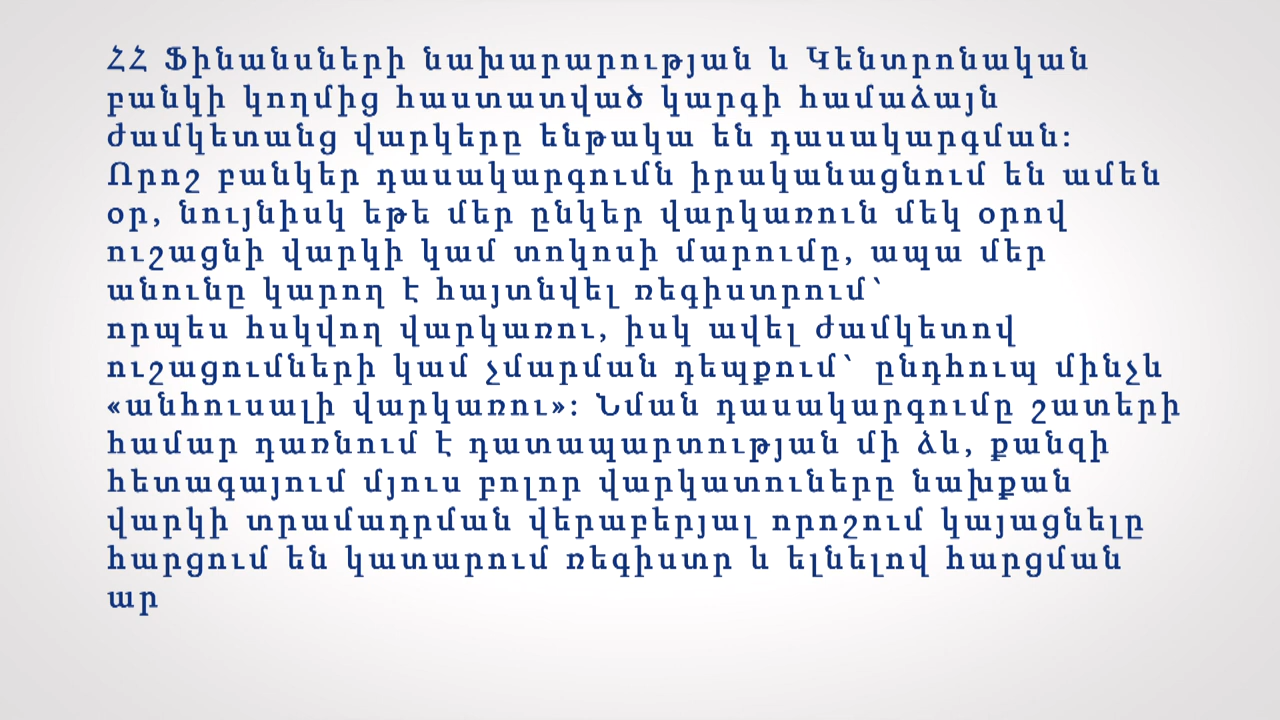 ՀՀ Ֆինանսների նախարարության և Կենտրոնական
բանկի կողմից հաստատված կարգի համաձայն
ժամկետանց վարկերը ենթակա են դասակարգման:
Որոշ բանկեր դասակարգումն իրականացնում են ամեն
օր, նույնիսկ եթե մեր ընկեր վարկառուն մեկ օրով
ուշացնի վարկի կամ տոկոսի մարումը, ապա մեր
անունը կարող է հայտնվել ռեգիստրում՝
որպես հսկվող վարկառու, իսկ ավել ժամկետով
ուշացումների կամ չմարման դեպքում՝ ընդհուպ մինչև
«անհուսալի վարկառու»: Նման դասակարգումը շատերի
համար դառնում է դատապարտության մի ձև, քանզի
հետագայում մյուս բոլոր վարկատուները նախքան
վարկի տրամադրման վերաբերյալ որոշում կայացնելը
հարցում են կատարում ռեգիստր և ելնելով հարցման
ար